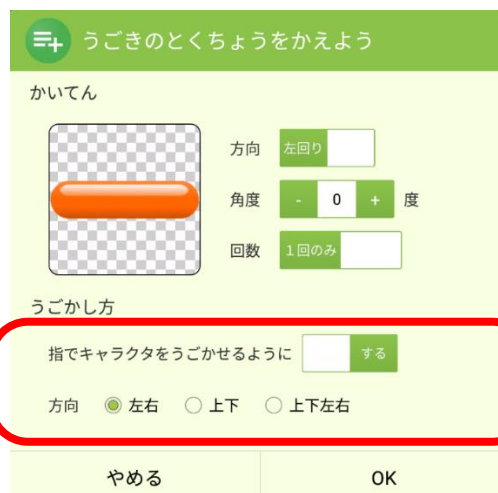 うごきのとくちょうをかえよう
かいてん
方向 左回り
角度 - 0 + 度
回数 1回のみ
うごかし方
指でキャラクタをうごかせるように する
方向 左右 上下 上下左右
やめる OK